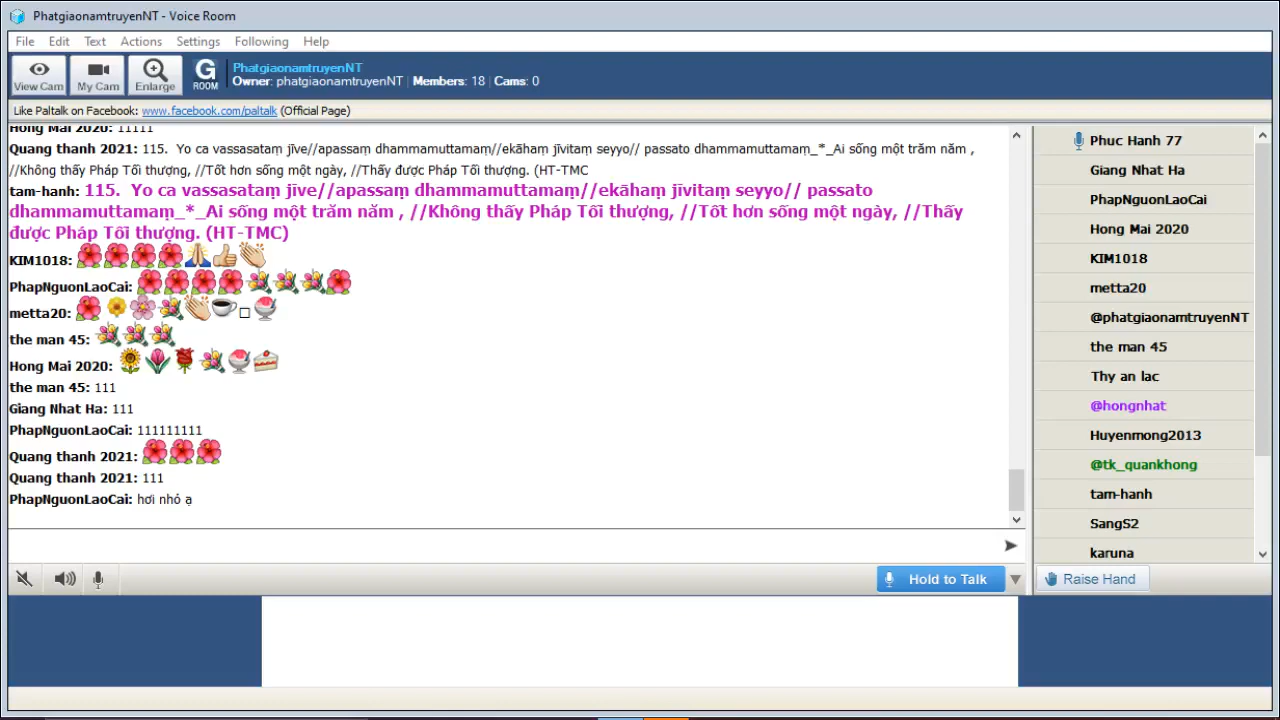 PhatgiaonamtruyenNT - Voice Room
File Edit Text Actions Settings Following Help
View Cam My Cam Enlarge G ROOM
PhatgiaonamtruyenNT
Owner: phatgiaonamtruyenNT | Members: 18 | Cams: 0
Like Paltalk on Facebook: www.facebook.com/paltalk (Official Page)
Hong Mai 2020: 11111
Quang thanh 2021: 115. Yo ca vassasataṃ jīve//apassaṃ dhammamuttamaṃ//ekāhaṃ jīvitaṃ seyyo// passato dhammamuttamaṃ_*_Ai sống một trăm năm ,
//Không thấy Pháp Tối thượng, //Tốt hơn sống một ngày, //Thấy được Pháp Tối thượng. (HT-TMC
tam-hanh: 115. Yo ca vassasataṃ jīve//apassaṃ dhammamuttamaṃ//ekāhaṃ jīvitaṃ seyyo// passato
dhammamuttamaṃ_*_Ai sống một trăm năm , //Không thấy Pháp Tối thượng, //Tốt hơn sống một ngày, //Thấy
được Pháp Tối thượng. (HT-TMC)
KIM1018:
PhapNguonLaoCai:
metta20:
the man 45:
Hong Mai 2020:
the man 45: 111
Giang Nhat Ha: 111
PhapNguonLaoCai: 111111111
Quang thanh 2021:
Quang thanh 2021: 111
PhapNguonLaoCai: hơi nhỏ ạ
Hold to Talk
Phuc Hanh 77
Giang Nhat Ha
PhapNguonLaoCai
Hong Mai 2020
KIM1018
metta20
@phatgiaonamtruyenNT
the man 45
Thy an lac
@hongnhat
Huyenmong2013
@tk_quankhong
tam-hanh
SangS2
karuna
Raise Hand